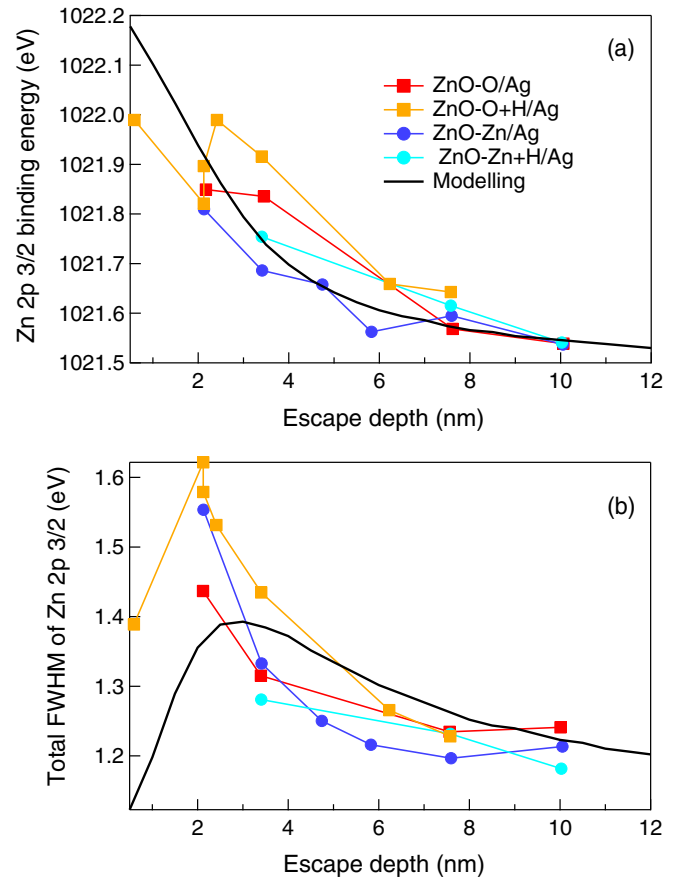 1022.2
1022.1
1022.0
1021.9
1021.8
1021.7
1021.6
1021.5
Zn 2p 3/2 binding energy (eV)
(a)
ZnO-O/Ag
ZnO-O+H/Ag
ZnO-Zn/Ag
ZnO-Zn+H/Ag
Modelling
2 4 6 8 10 12
Escape depth (nm)
1.6
1.5
1.4
1.3
1.2
Total FWHM of Zn 2p 3/2 (eV)
(b)
2 4 6 8 10 12
Escape depth (nm)